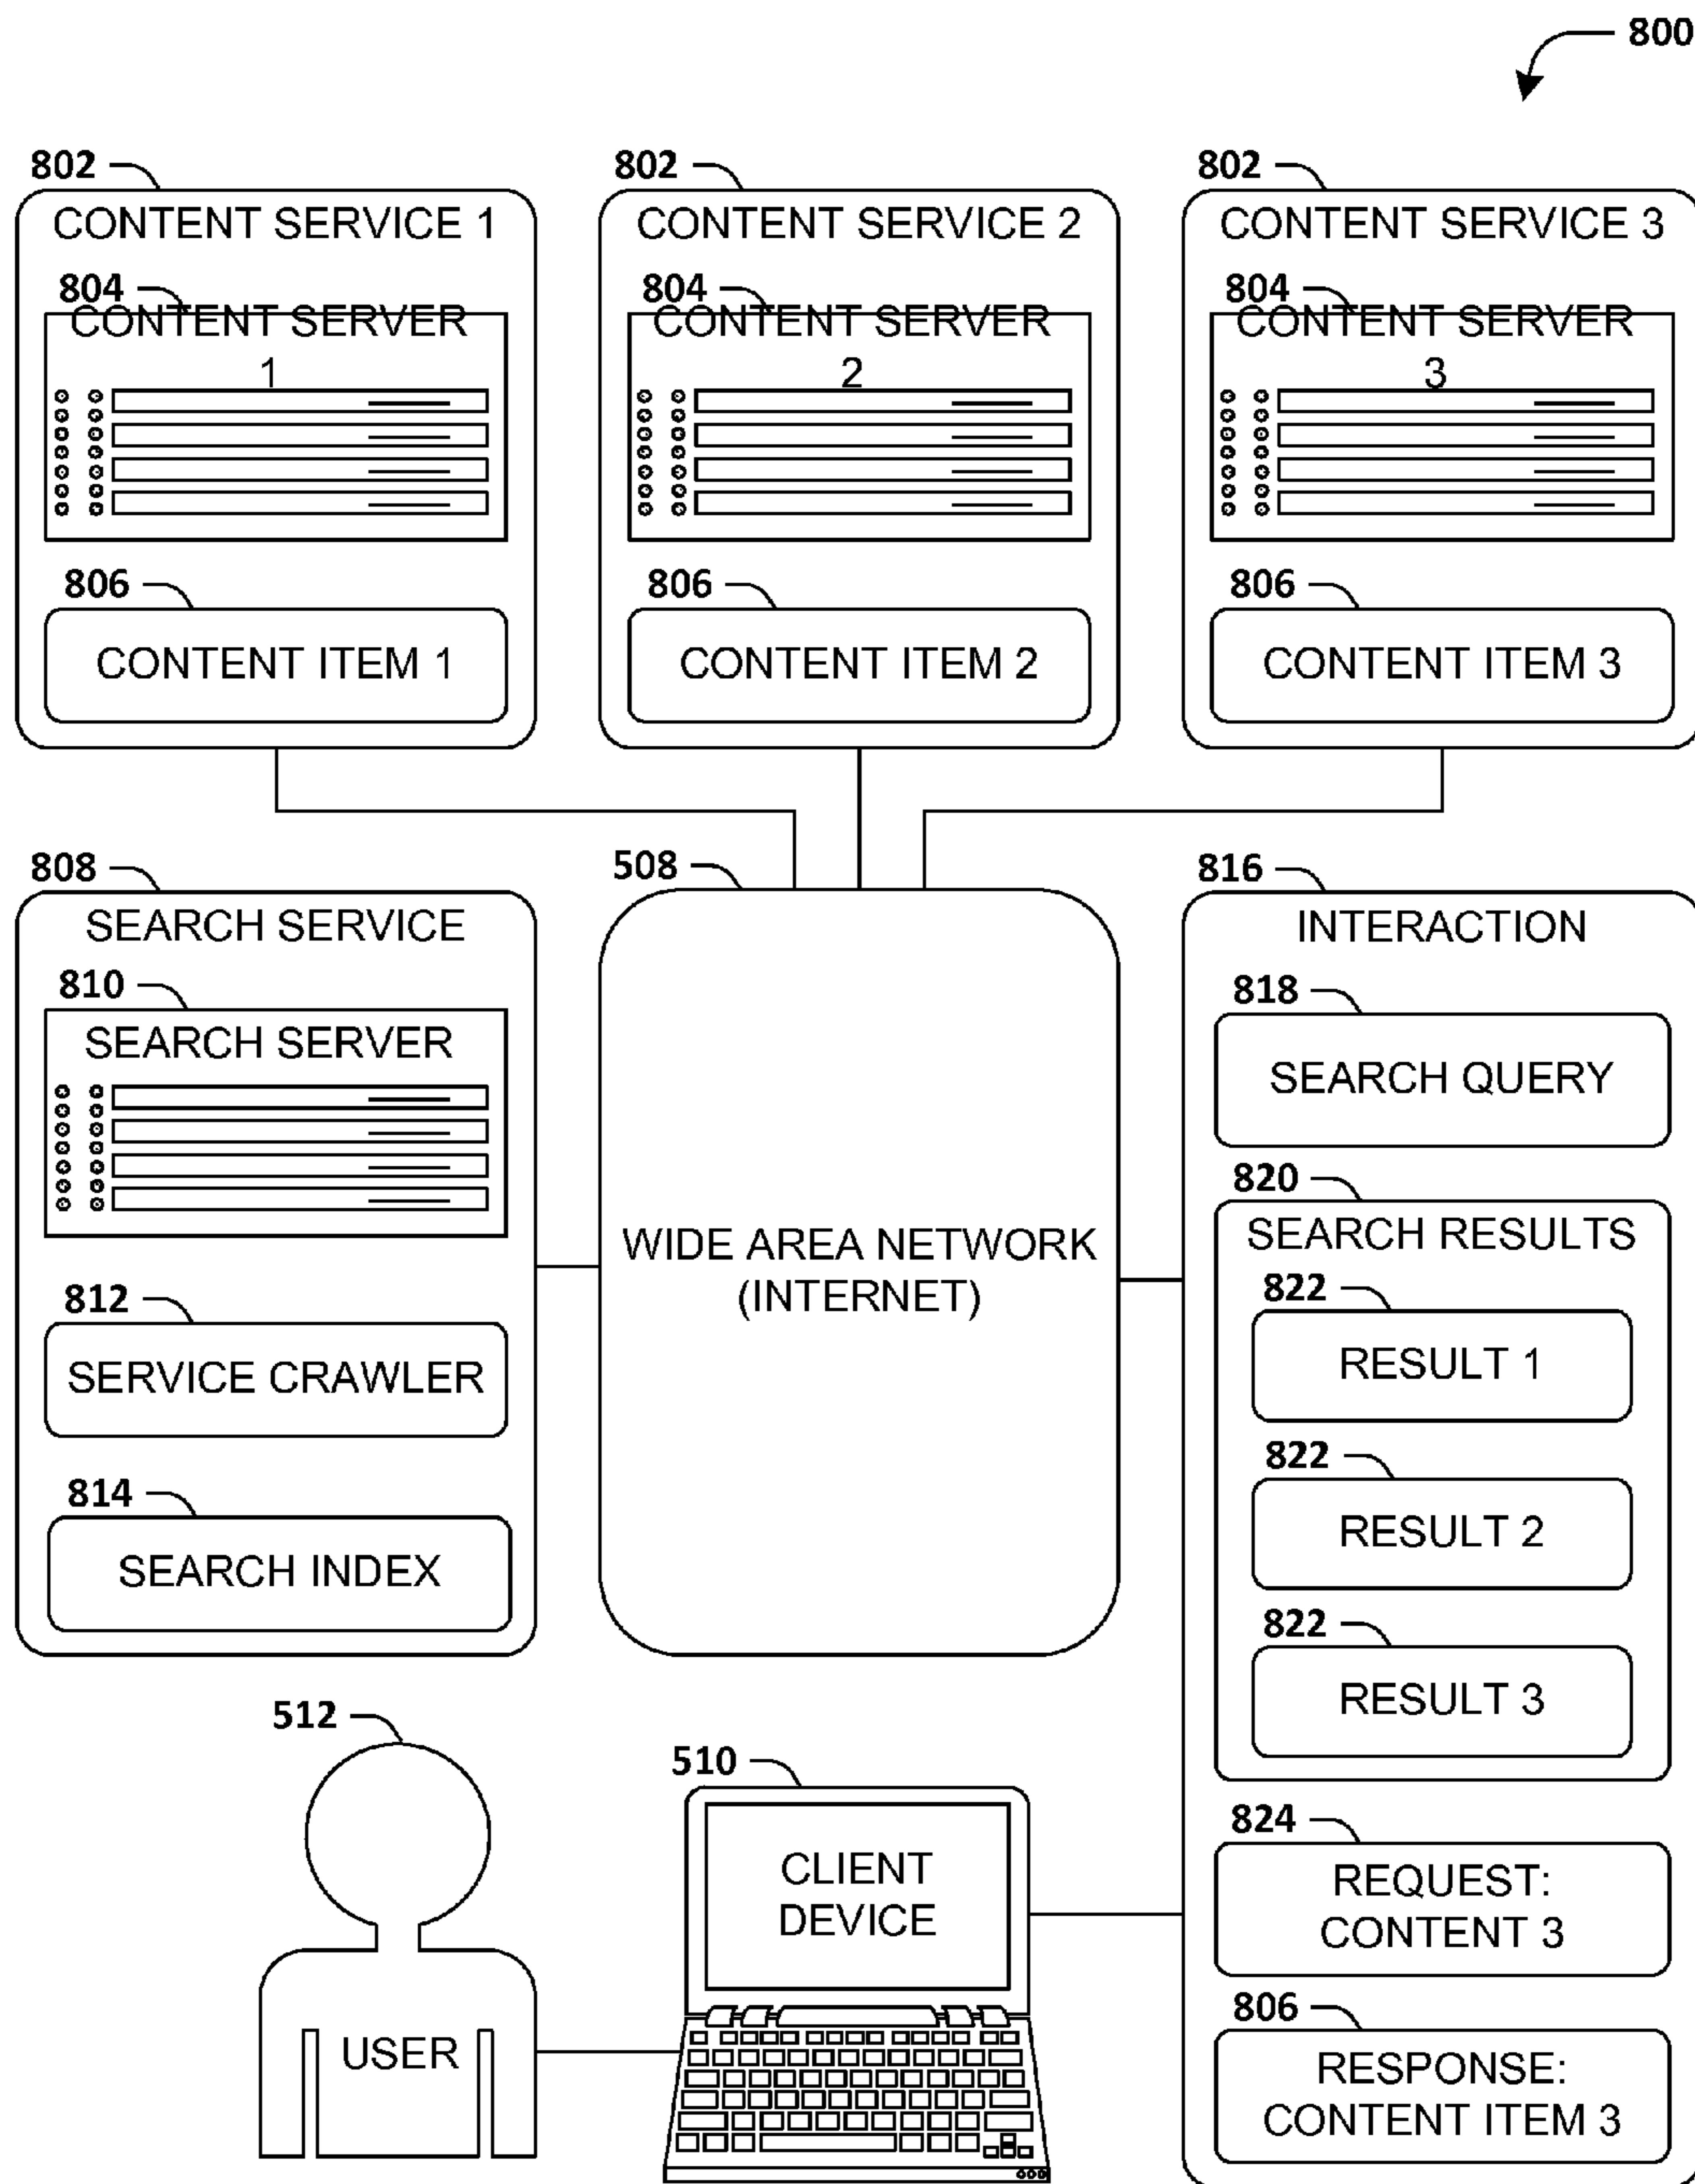 800
802
CONTENT SERVICE 1
804
CONTENT SERVER
1
806
CONTENT ITEM 1
802
CONTENT SERVICE 2
804
CONTENT SERVER
2
806
CONTENT ITEM 2
802
CONTENT SERVICE 3
804
CONTENT SERVER
3
806
CONTENT ITEM 3
808
SEARCH SERVICE
810
SEARCH SERVER
812
SERVICE CRAWLER
814
SEARCH INDEX
508
WIDE AREA NETWORK
(INTERNET)
816
INTERACTION
818
SEARCH QUERY
820
SEARCH RESULTS
822
RESULT 1
822
RESULT 2
822
RESULT 3
824
REQUEST:
CONTENT 3
806
RESPONSE:
CONTENT ITEM 3
512
USER
510
CLIENT
DEVICE